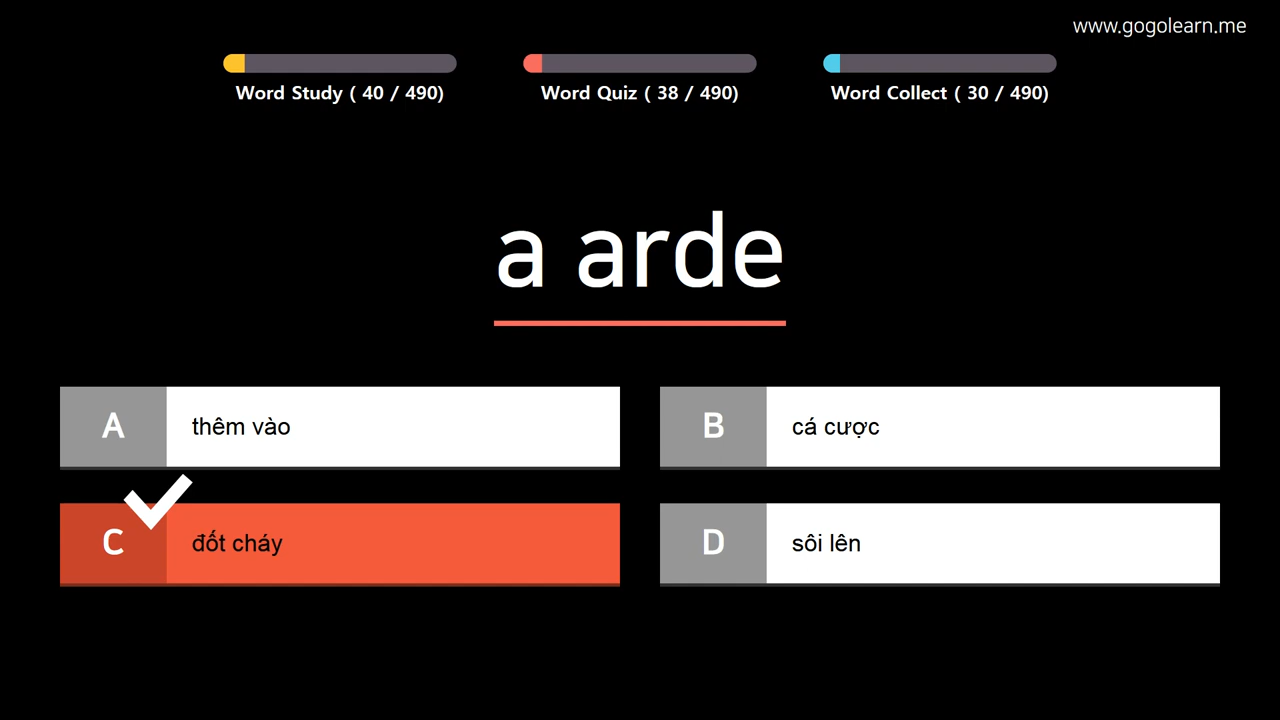 www.gogolearn.me
Word Study ( 40 / 490)
Word Quiz ( 38 / 490)
Word Collect ( 30 / 490)
a arde
A thêm vào
B cá cược
C đốt cháy
D sôi lên